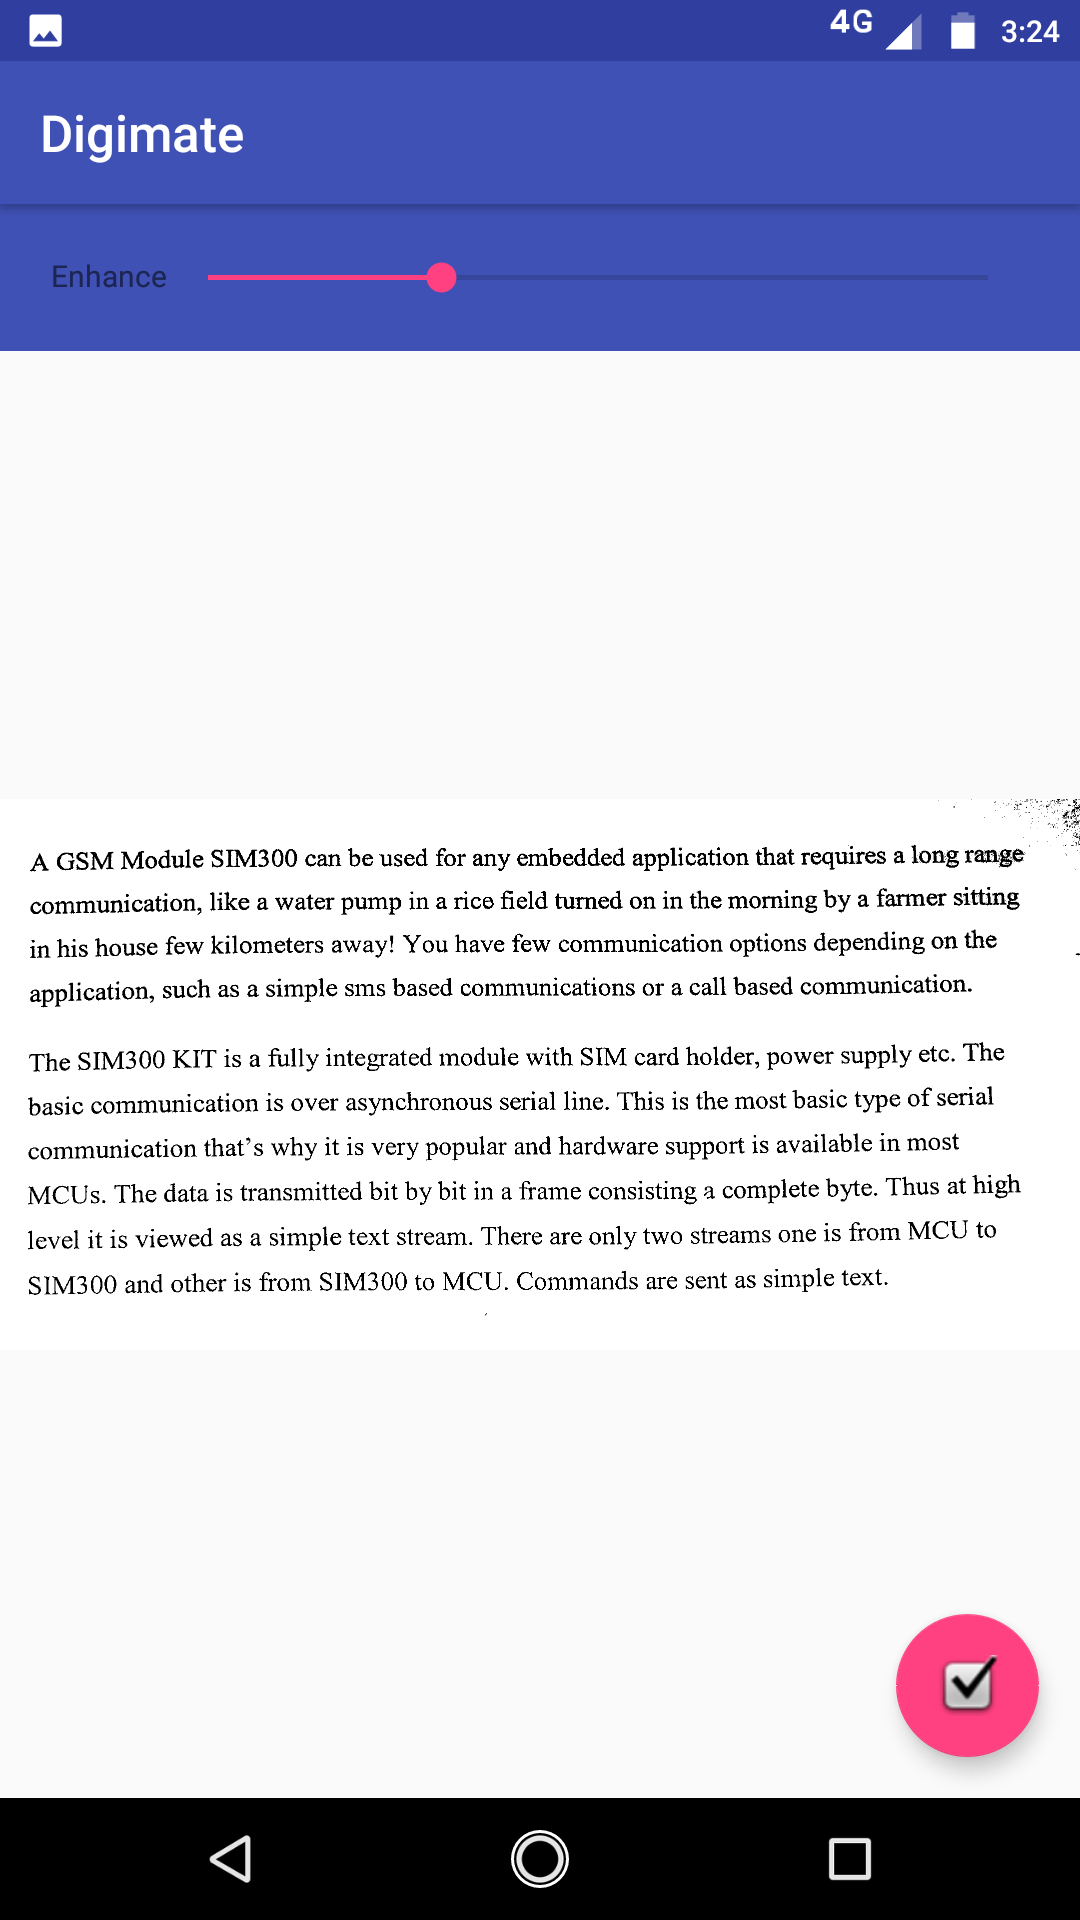 4G 3:24
Digimate
Enhance
A GSM Module SIM300 can be used for any embedded application that requires a long range
communication, like a water pump in a rice field turned on in the morning by a farmer sitting
in his house few kilometers away! You have few communication options depending on the
application, such as a simple sms based communications or a call based communication.
The SIM300 KIT is a fully integrated module with SIM card holder, power supply etc. The
basic communication is over asynchronous serial line. This is the most basic type of serial
communication that's why it is very popular and hardware support is available in most
MCUs. The data is transmitted bit by bit in a frame consisting a complete byte. Thus at high
level it is viewed as a simple text stream. There are only two streams one is from MCU to
SIM300 and other is from SIM300 to MCU. Commands are sent as simple text.